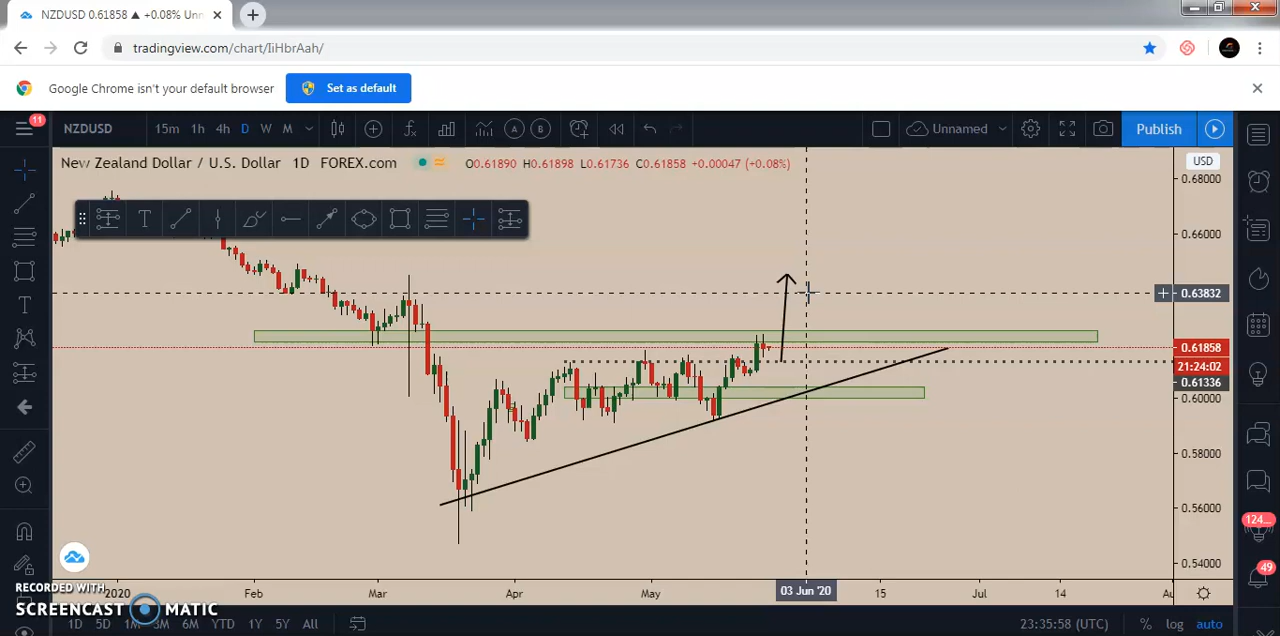 NZDUSD 0.61858 ▲ +0.08% Unn
tradingview.com/chart/IiHbrAah/
Google Chrome isn't your default browser
Set as default
11
NZDUSD
15m 1h 4h D W M
A B
Unnamed
Publish
New Zealand Dollar / U.S. Dollar 1D FOREX.com
O0.61890 H0.61898 L0.61736 C0.61858 +0.00047 (+0.08%)
USD
0.68000
T
0.66000
0.63832
0.61858
21:24:02
0.61336
0.60000
0.58000
0.56000
0.54000
T
124...
49
2020 Feb Mar Apr May 03 Jun '20 15 Jul 14 Au
RECORDED WITH
SCREENCAST MATIC
1D 5D 1M 3M 6M YTD 1Y 5Y All
23:35:58 (UTC) % log auto